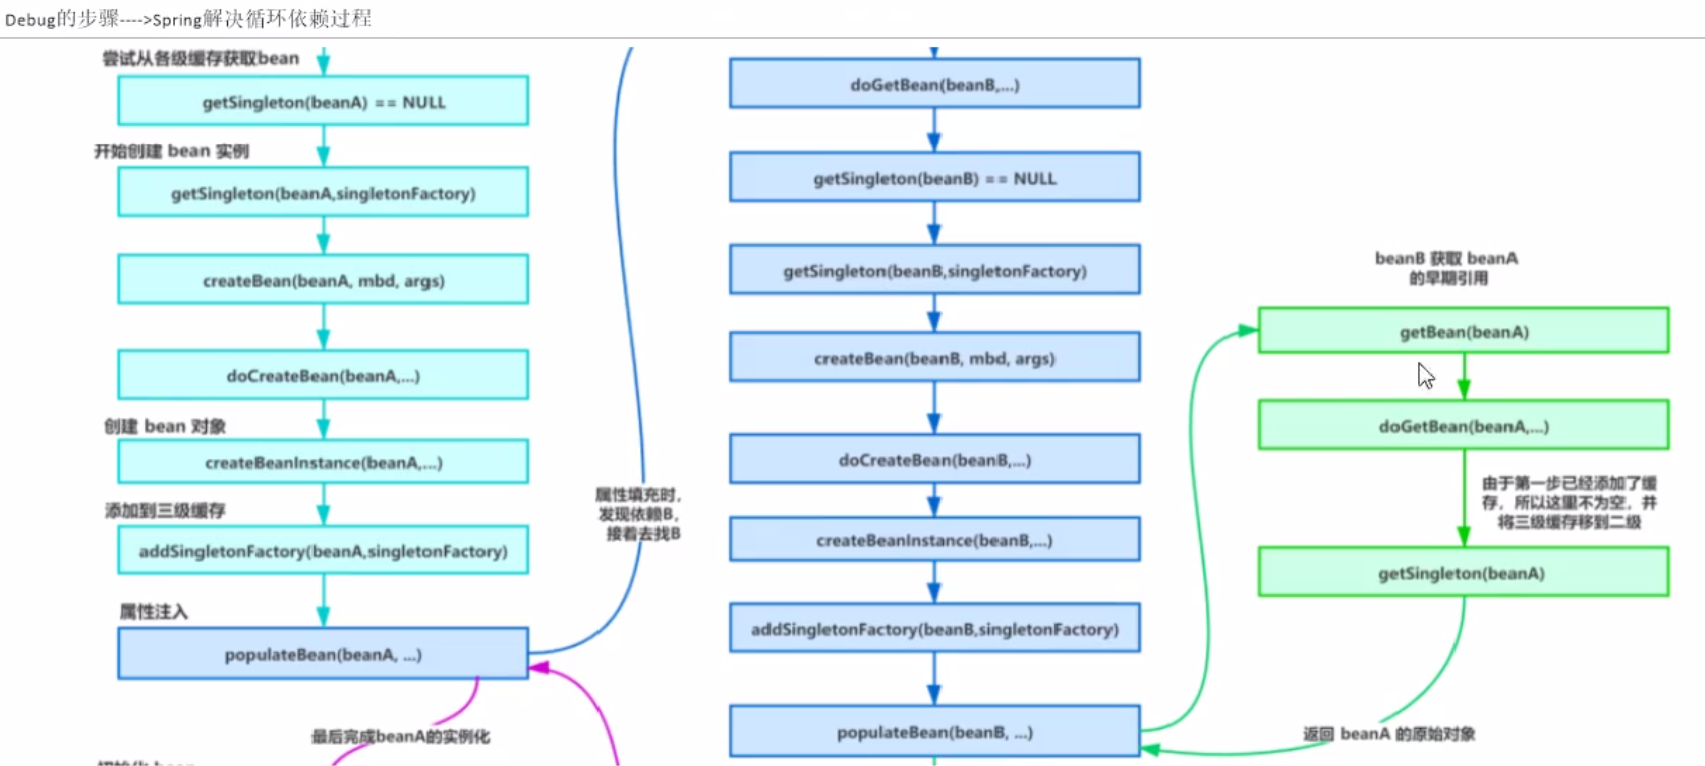 Debug的步骤---->Spring解决循环依赖过程
尝试从各级缓存获取bean
getSingleton(beanA) == NULL
开始创建 bean 实例
getSingleton(beanA,singletonFactory)
createBean(beanA, mbd, args)
doCreateBean(beanA,...)
创建 bean 对象
createBeanInstance(beanA,...)
添加到三级缓存
addSingletonFactory(beanA,singletonFactory)
属性注入
populateBean(beanA, ...)
最后完成beanA的实例化
属性填充时,
发现依赖B,
接着去找B
doGetBean(beanB,...)
getSingleton(beanB) == NULL
getSingleton(beanB,singletonFactory)
createBean(beanB, mbd, args)
doCreateBean(beanB,...)
createBeanInstance(beanB,...)
addSingletonFactory(beanB,singletonFactory)
populateBean(beanB, ...)
beanB 获取 beanA
的早期引用
getBean(beanA)
doGetBean(beanA,...)
由于第一步已经添加了缓
存，所以这里不为空，并
将三级缓存移到二级
getSingleton(beanA)
返回 beanA 的原始对象